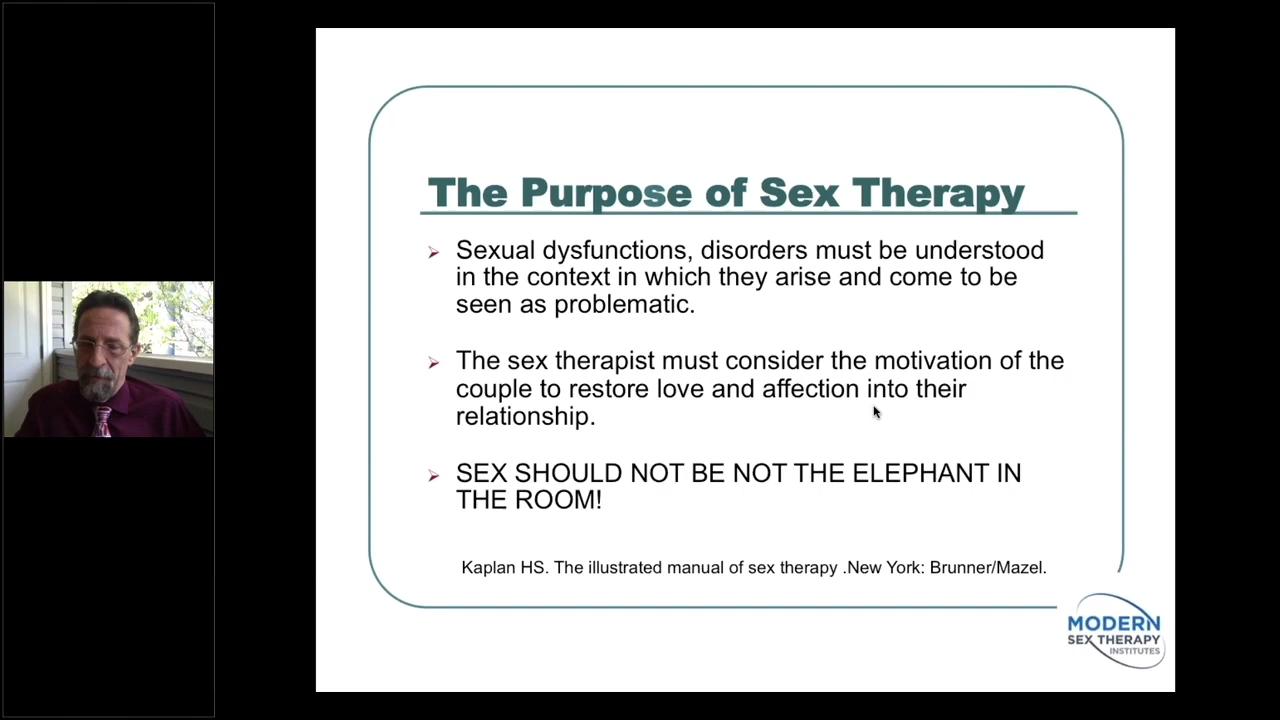 The Purpose of Sex Therapy
Sexual dysfunctions, disorders must be understood
in the context in which they arise and come to be
seen as problematic.
The sex therapist must consider the motivation of the
couple to restore love and affection into their
relationship.
SEX SHOULD NOT BE NOT THE ELEPHANT IN
THE ROOM!
Kaplan HS. The illustrated manual of sex therapy .New York: Brunner/Mazel.
MODERN
SEX THERAPY
INSTITUTES